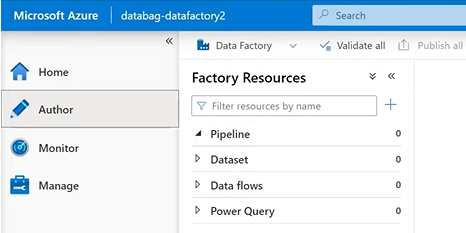 Microsoft Azure databag-datafactory2 Search
« Data Factory Validate all Publish all
Home
Author
Monitor
Manage
Factory Resources «
Filter resources by name +
Pipeline 0
Dataset 0
Data flows 0
Power Query 0